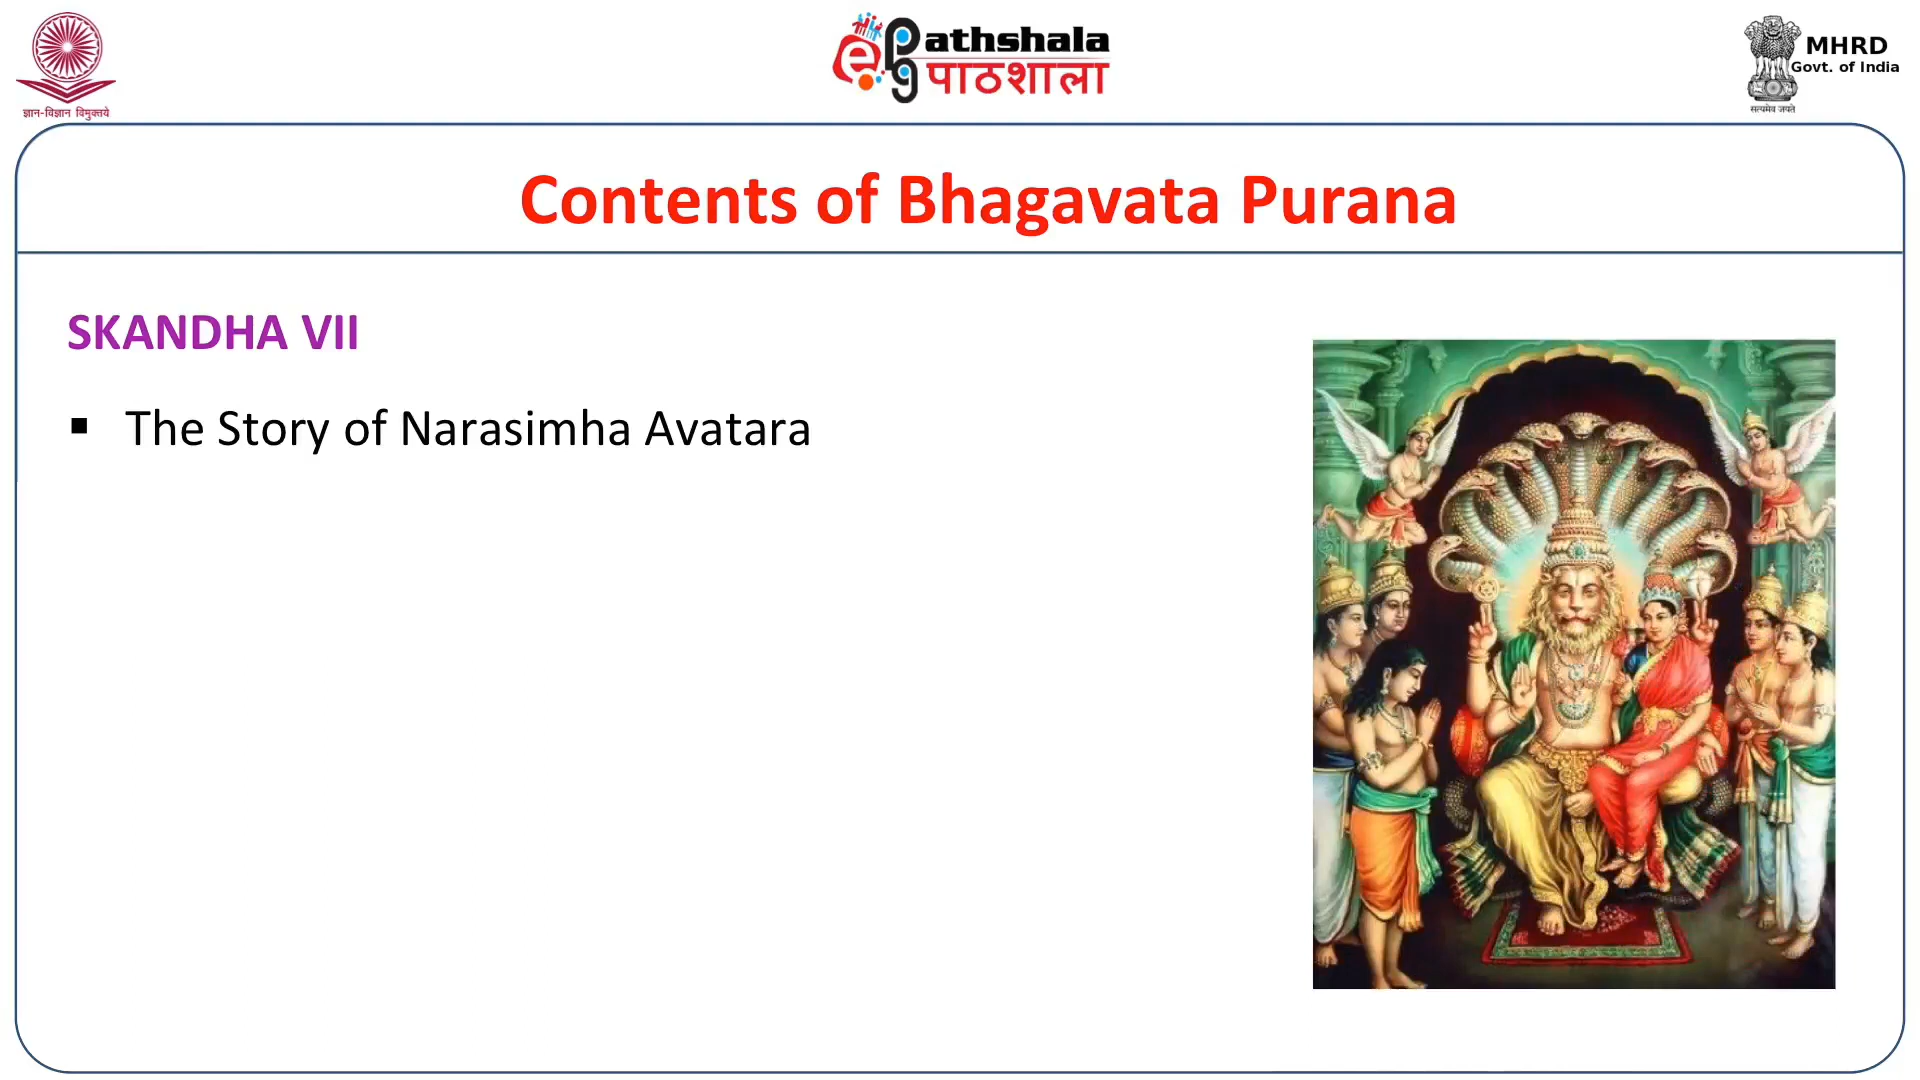 ज्ञान-विज्ञान विमुक्तये
ePathshala
पाठशाला
MHRD
Govt. of India
सत्यमेव जयते
Contents of Bhagavata Purana
SKANDHA VII
▪ The Story of Narasimha Avatara